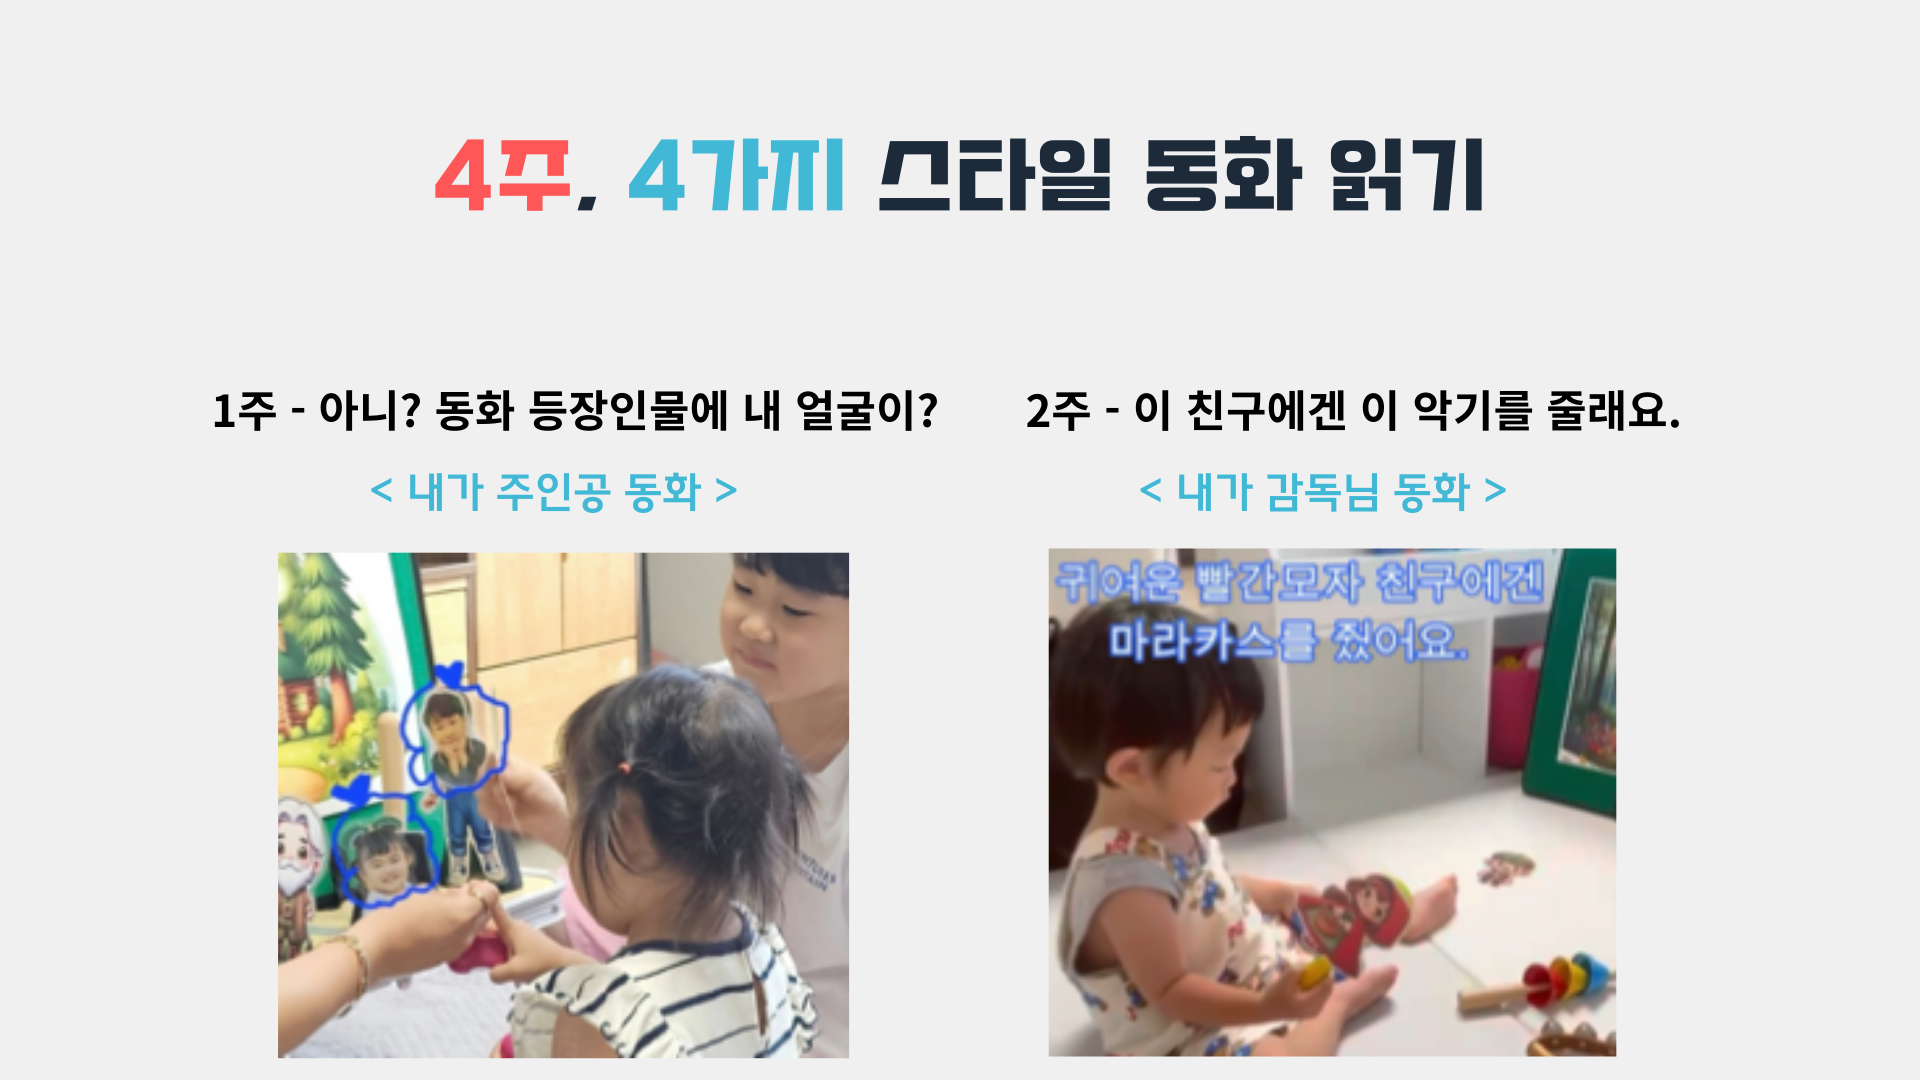 4주, 4가지 스타일 동화 읽기
1주 - 아니? 동화 등장인물에 내 얼굴이?
< 내가 주인공 동화 >
2주 - 이 친구에겐 이 악기를 줄래요.
< 내가 감독님 동화 >
귀여운 빨간모자 친구에겐
마라카스를 줬어요.